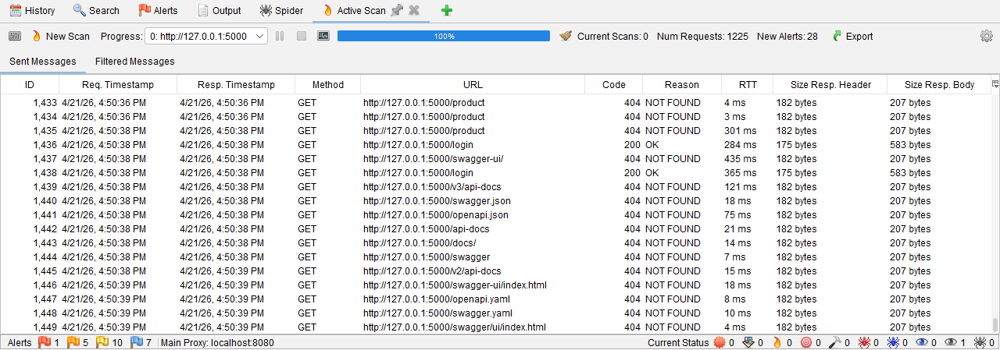 History Search Alerts Output Spider Active Scan
New Scan Progress: 0: http://127.0.0.1:5000 100% Current Scans: 0 Num Requests: 1225 New Alerts: 28 Export
Sent Messages Filtered Messages
ID Req. Timestamp Resp. Timestamp Method URL Code Reason RTT Size Resp. Header Size Resp. Body
1,433 4/21/26, 4:50:36 PM 4/21/26, 4:50:36 PM GET http://127.0.0.1:5000/product 404 NOT FOUND 4 ms 182 bytes 207 bytes
1,434 4/21/26, 4:50:36 PM 4/21/26, 4:50:36 PM GET http://127.0.0.1:5000/product 404 NOT FOUND 3 ms 182 bytes 207 bytes
1,435 4/21/26, 4:50:38 PM 4/21/26, 4:50:38 PM GET http://127.0.0.1:5000/product 404 NOT FOUND 301 ms 182 bytes 207 bytes
1,436 4/21/26, 4:50:38 PM 4/21/26, 4:50:38 PM GET http://127.0.0.1:5000/login 200 OK 284 ms 175 bytes 583 bytes
1,437 4/21/26, 4:50:38 PM 4/21/26, 4:50:38 PM GET http://127.0.0.1:5000/swagger-ui/ 404 NOT FOUND 435 ms 182 bytes 207 bytes
1,438 4/21/26, 4:50:38 PM 4/21/26, 4:50:38 PM GET http://127.0.0.1:5000/login 200 OK 365 ms 175 bytes 583 bytes
1,439 4/21/26, 4:50:38 PM 4/21/26, 4:50:38 PM GET http://127.0.0.1:5000/v3/api-docs 404 NOT FOUND 121 ms 182 bytes 207 bytes
1,440 4/21/26, 4:50:38 PM 4/21/26, 4:50:38 PM GET http://127.0.0.1:5000/swagger.json 404 NOT FOUND 18 ms 182 bytes 207 bytes
1,441 4/21/26, 4:50:38 PM 4/21/26, 4:50:38 PM GET http://127.0.0.1:5000/openapi.json 404 NOT FOUND 75 ms 182 bytes 207 bytes
1,442 4/21/26, 4:50:38 PM 4/21/26, 4:50:38 PM GET http://127.0.0.1:5000/api-docs 404 NOT FOUND 21 ms 182 bytes 207 bytes
1,443 4/21/26, 4:50:38 PM 4/21/26, 4:50:38 PM GET http://127.0.0.1:5000/docs/ 404 NOT FOUND 14 ms 182 bytes 207 bytes
1,444 4/21/26, 4:50:38 PM 4/21/26, 4:50:38 PM GET http://127.0.0.1:5000/swagger 404 NOT FOUND 7 ms 182 bytes 207 bytes
1,445 4/21/26, 4:50:38 PM 4/21/26, 4:50:39 PM GET http://127.0.0.1:5000/v2/api-docs 404 NOT FOUND 15 ms 182 bytes 207 bytes
1,446 4/21/26, 4:50:39 PM 4/21/26, 4:50:39 PM GET http://127.0.0.1:5000/swagger-ui/index.html 404 NOT FOUND 18 ms 182 bytes 207 bytes
1,447 4/21/26, 4:50:39 PM 4/21/26, 4:50:39 PM GET http://127.0.0.1:5000/openapi.yaml 404 NOT FOUND 8 ms 182 bytes 207 bytes
1,448 4/21/26, 4:50:39 PM 4/21/26, 4:50:39 PM GET http://127.0.0.1:5000/swagger.yaml 404 NOT FOUND 10 ms 182 bytes 207 bytes
1,449 4/21/26, 4:50:39 PM 4/21/26, 4:50:39 PM GET http://127.0.0.1:5000/swagger/ui/index.html 404 NOT FOUND 4 ms 182 bytes 207 bytes
Alerts 1 5 10 7 Main Proxy: localhost:8080 Current Status 0 0 0 0 0 0 0 0 1 0